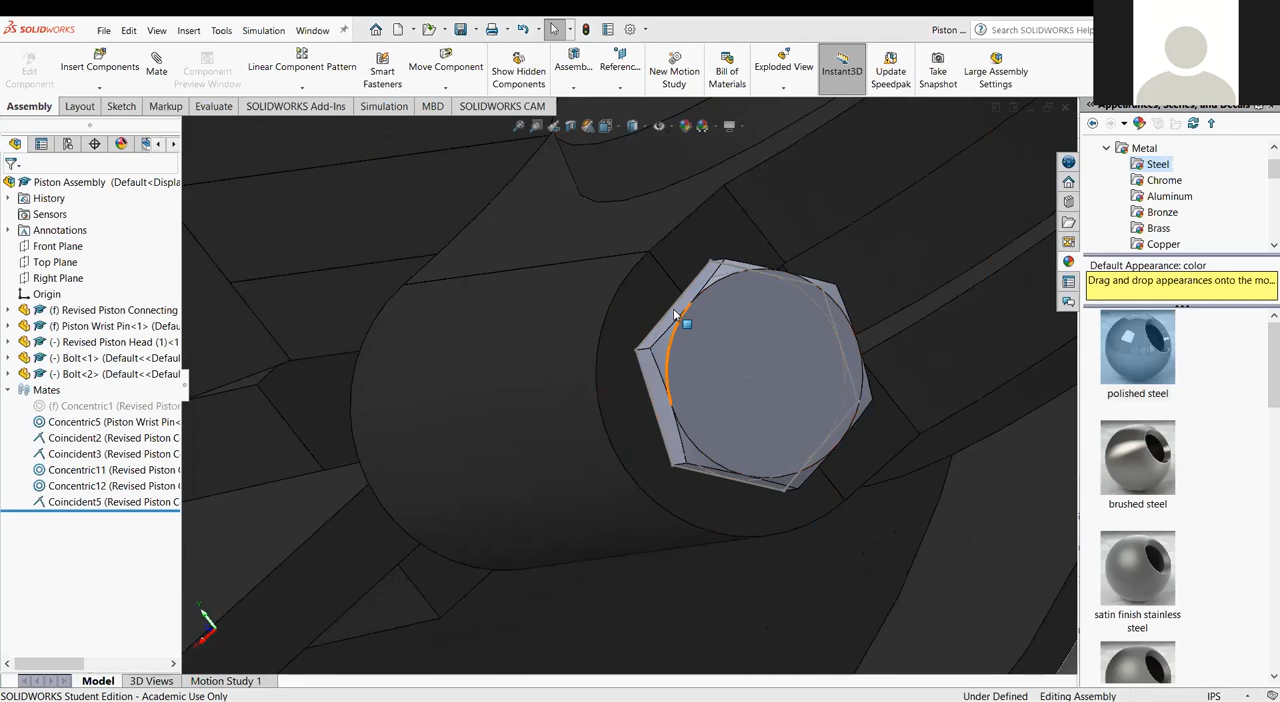 SOLIDWORKS File Edit View Insert Tools Simulation Window Piston ... Search SOLIDWORKS Help
Edit Component
Insert Components
Mate
Component Preview Window
Linear Component Pattern
Smart Fasteners
Move Component
Show Hidden Components
Assemb...
Referenc...
New Motion Study
Bill of Materials
Exploded View
Instant3D
Update Speedpak
Take Snapshot
Large Assembly Settings
Assembly Layout Sketch Markup Evaluate SOLIDWORKS Add-Ins Simulation MBD SOLIDWORKS CAM
Appearances, Scenes, and Decals
Piston Assembly (Default<Displa
History
Sensors
Annotations
Front Plane
Top Plane
Right Plane
Origin
(f) Revised Piston Connecting
(f) Piston Wrist Pin<1> (Defau
(-) Revised Piston Head (1)<1
(-) Bolt<1> (Default<<Default
(-) Bolt<2> (Default<<Default
Mates
(f) Concentric1 (Revised Piston
Concentric5 (Piston Wrist Pin<
Coincident2 (Revised Piston C
Coincident3 (Revised Piston C
Concentric11 (Revised Piston
Concentric12 (Revised Piston
Coincident5 (Revised Piston C
Metal
Steel
Chrome
Aluminum
Bronze
Brass
Copper
Default Appearance: color
Drag and drop appearances onto the mo...
polished steel
brushed steel
satin finish stainless
steel
Model 3D Views Motion Study 1
SOLIDWORKS Student Edition - Academic Use Only Under Defined Editing Assembly IPS